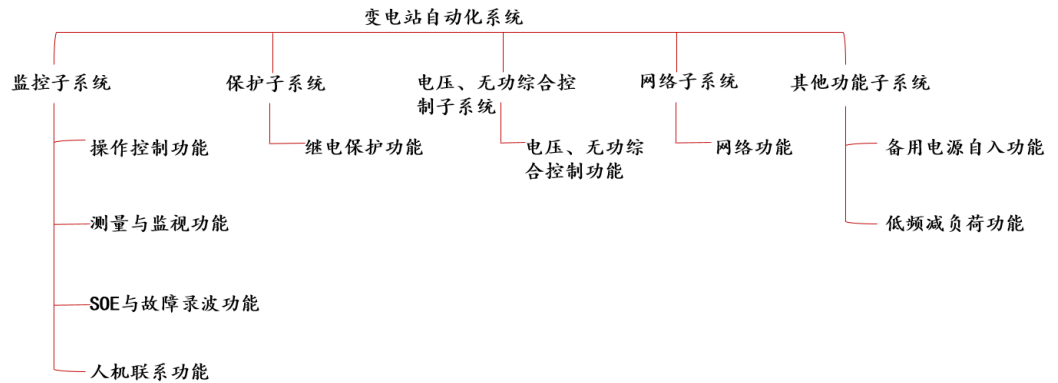 变电站自动化系统
监控子系统
保护子系统
电压、无功综合控
制子系统
网络子系统
其他功能子系统
操作控制功能
继电保护功能
电压、无功综
合控制功能
网络功能
备用电源自入功能
测量与监视功能
低频减负荷功能
SOE与故障录波功能
人机联系功能